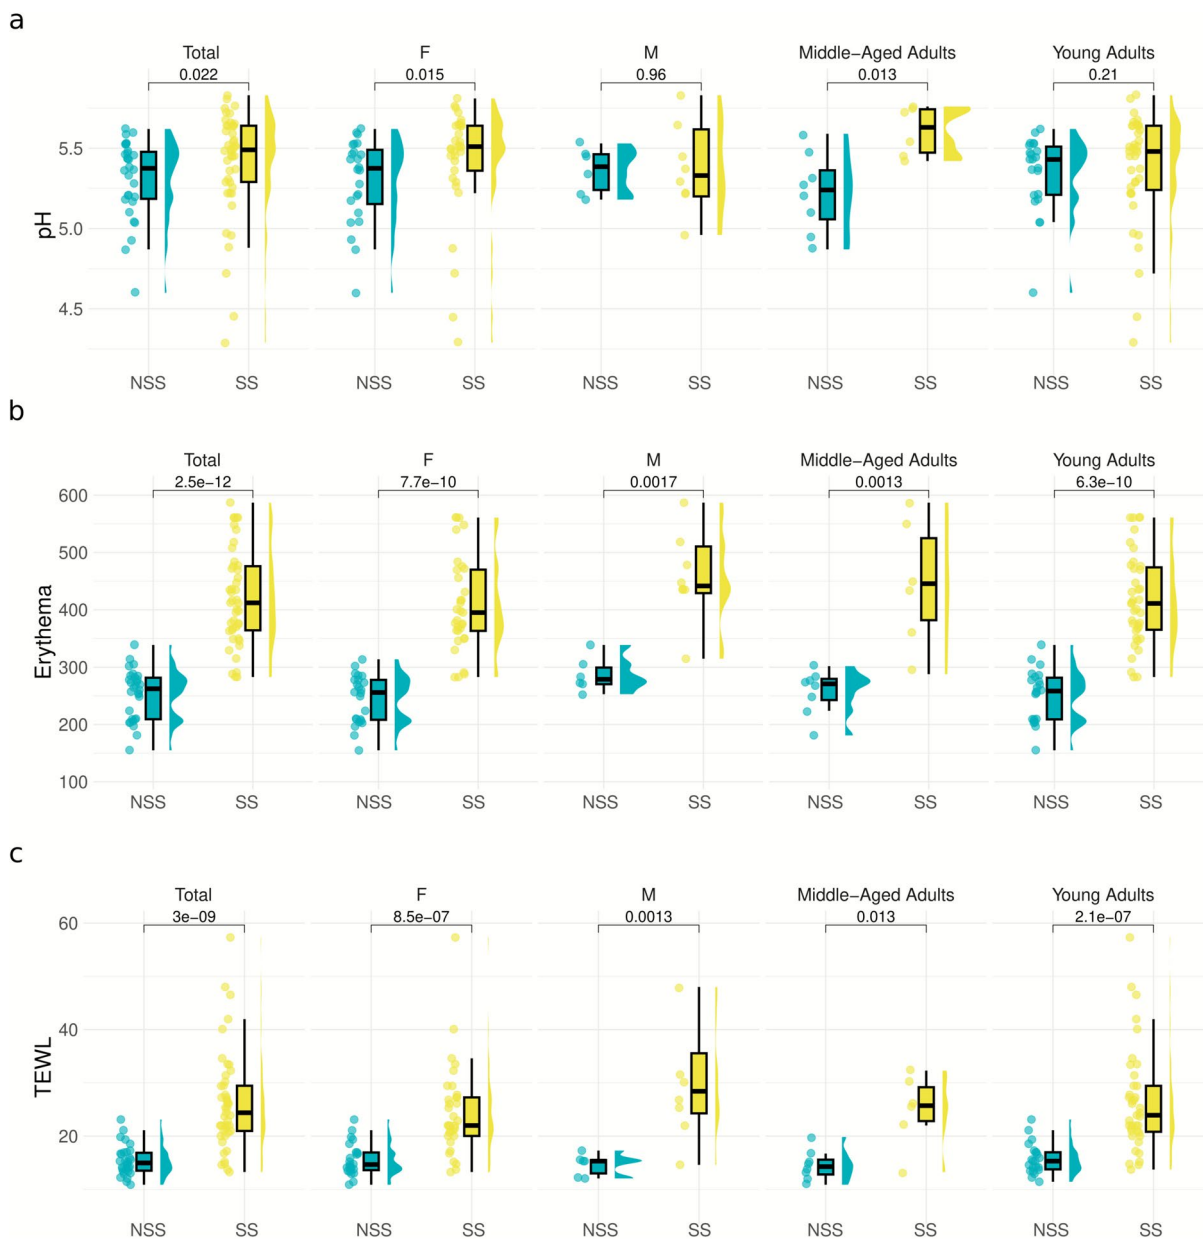 a
Total F M Middle−Aged Adults Young Adults
0.022 0.015 0.96 0.013 0.21
5.5
5.0
4.5
pH
NSS SS NSS SS NSS SS NSS SS NSS SS
b
Total F M Middle−Aged Adults Young Adults
2.5e−12 7.7e−10 0.0017 0.0013 6.3e−10
600
500
400
300
200
100
Erythema
NSS SS NSS SS NSS SS NSS SS NSS SS
c
Total F M Middle−Aged Adults Young Adults
3e−09 8.5e−07 0.0013 0.013 2.1e−07
60
40
20
TEWL
NSS SS NSS SS NSS SS NSS SS NSS SS